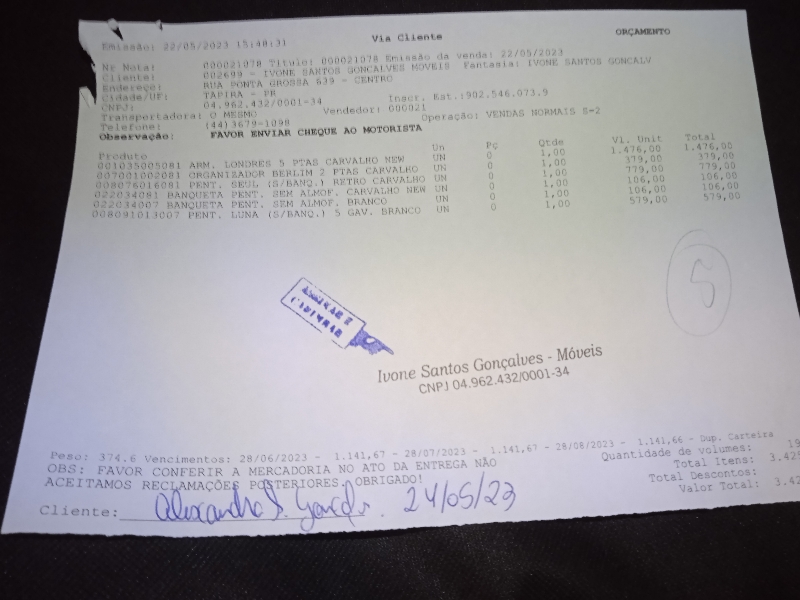 Emissão: 22/05/2023 15:48:31 Via Cliente ORÇAMENTO
Nr Nota: 000021078 Titulo: 000021078 Emissão da venda: 22/05/2023
Cliente: 002699 - IVONE SANTOS GONCALVES MOVEIS Fantasia: IVONE SANTOS GONCALV
Endereço: RUA PONTA GROSSA 639 - CENTRO
Cidade/UF: TAPIRA - PR
CNPJ: 04.962.432/0001-34 Inscr. Est.:902.546.073.9
Transportadora: O MESMO Vendedor: 000021 Operação: VENDAS NORMAIS S-2
Telefone: (44)3679-1098
Observação: FAVOR ENVIAR CHEQUE AO MOTORISTA
Produto Un Pç Qtde Vl. Unit Total
001035005081 ARM. LONDRES 5 PTAS CARVALHO NEW UN 0 1,00 1.476,00 1.476,00
007001002081 ORGANIZADOR BERLIM 2 PTAS CARVALHO UN 0 1,00 379,00 379,00
008076016081 PENT. SEUL (S/BANQ.) RETRO CARVALHO UN 0 1,00 779,00 779,00
022034081 BANQUETA PENT. SEM ALMOF. CARVALHO NEW UN 0 1,00 106,00 106,00
022034007 BANQUETA PENT. SEM ALMOF. BRANCO UN 0 1,00 106,00 106,00
008091013007 PENT. LUNA (S/BANQ.) 5 GAV. BRANCO UN 0 1,00 579,00 579,00
5
ASSINAR E
CARIMBAR
Ivone Santos Gonçalves - Móveis
CNPJ 04.962.432/0001-34
Peso: 374.6 Vencimentos: 28/06/2023 - 1.141,67 - 28/07/2023 - 1.141,67 - 28/08/2023 - 1.141,66 - Dup. Carteira
OBS: FAVOR CONFERIR A MERCADORIA NO ATO DA ENTREGA NÃO
ACEITAMOS RECLAMAÇÕES POSTERIORES. OBRIGADO!
Quantidade de volumes: 19
Total Itens: 3.425
Total Descontos:
Valor Total: 3.42
Cliente: Alexandra S. 24/05/23